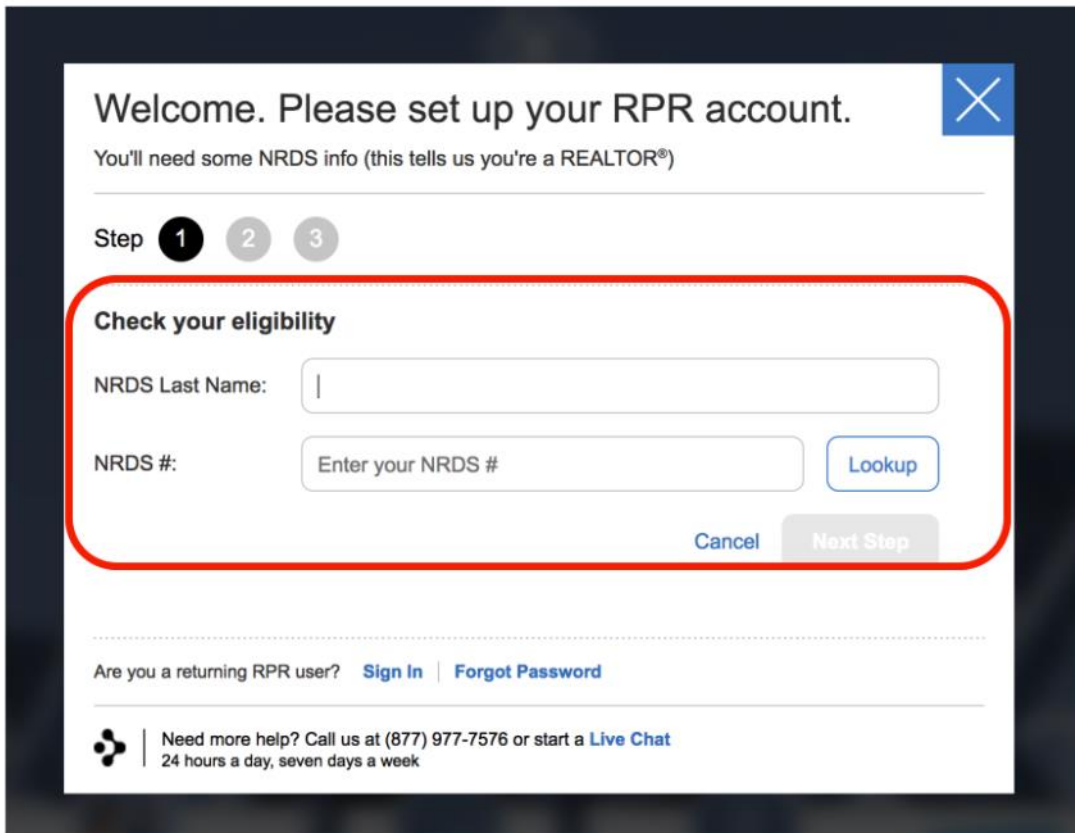 Welcome. Please set up your RPR account.
You'll need some NRDS info (this tells us you're a REALTOR®)
Step 1 2 3
Check your eligibility
NRDS Last Name:
NRDS #: Enter your NRDS # Lookup
Cancel Next Step
Are you a returning RPR user? Sign In | Forgot Password
Need more help? Call us at (877) 977-7576 or start a Live Chat
24 hours a day, seven days a week